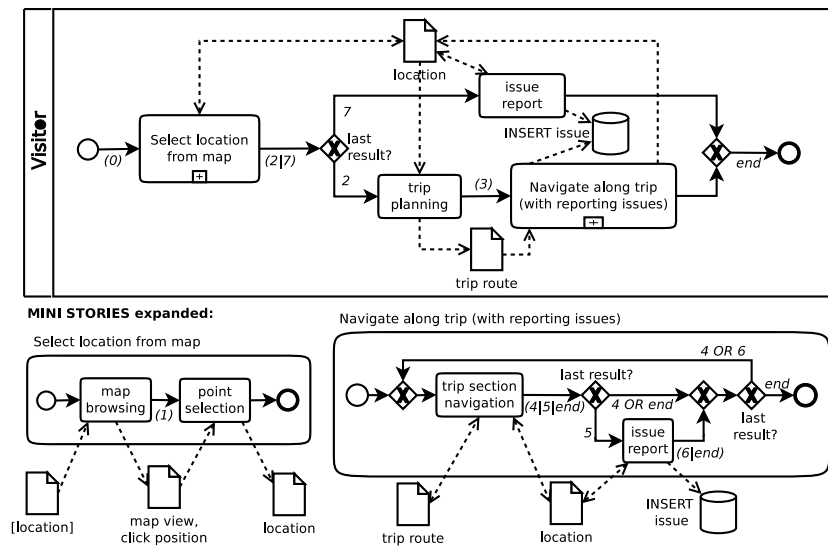 Visitor
location
7
issue
report
INSERT issue
(0)
Select location
from map
(2|7)
last
result?
2
trip
planning
(3)
Navigate along trip
(with reporting issues)
end
trip route
MINI STORIES expanded:
Select location from map
map
browsing
(1)
point
selection
[location]
map view,
click position
location
Navigate along trip (with reporting issues)
4 OR 6
trip section
navigation
(4|5|end)
last result?
4 OR end
5
issue
report
(6|end)
last
result?
end
trip route
location
INSERT
issue